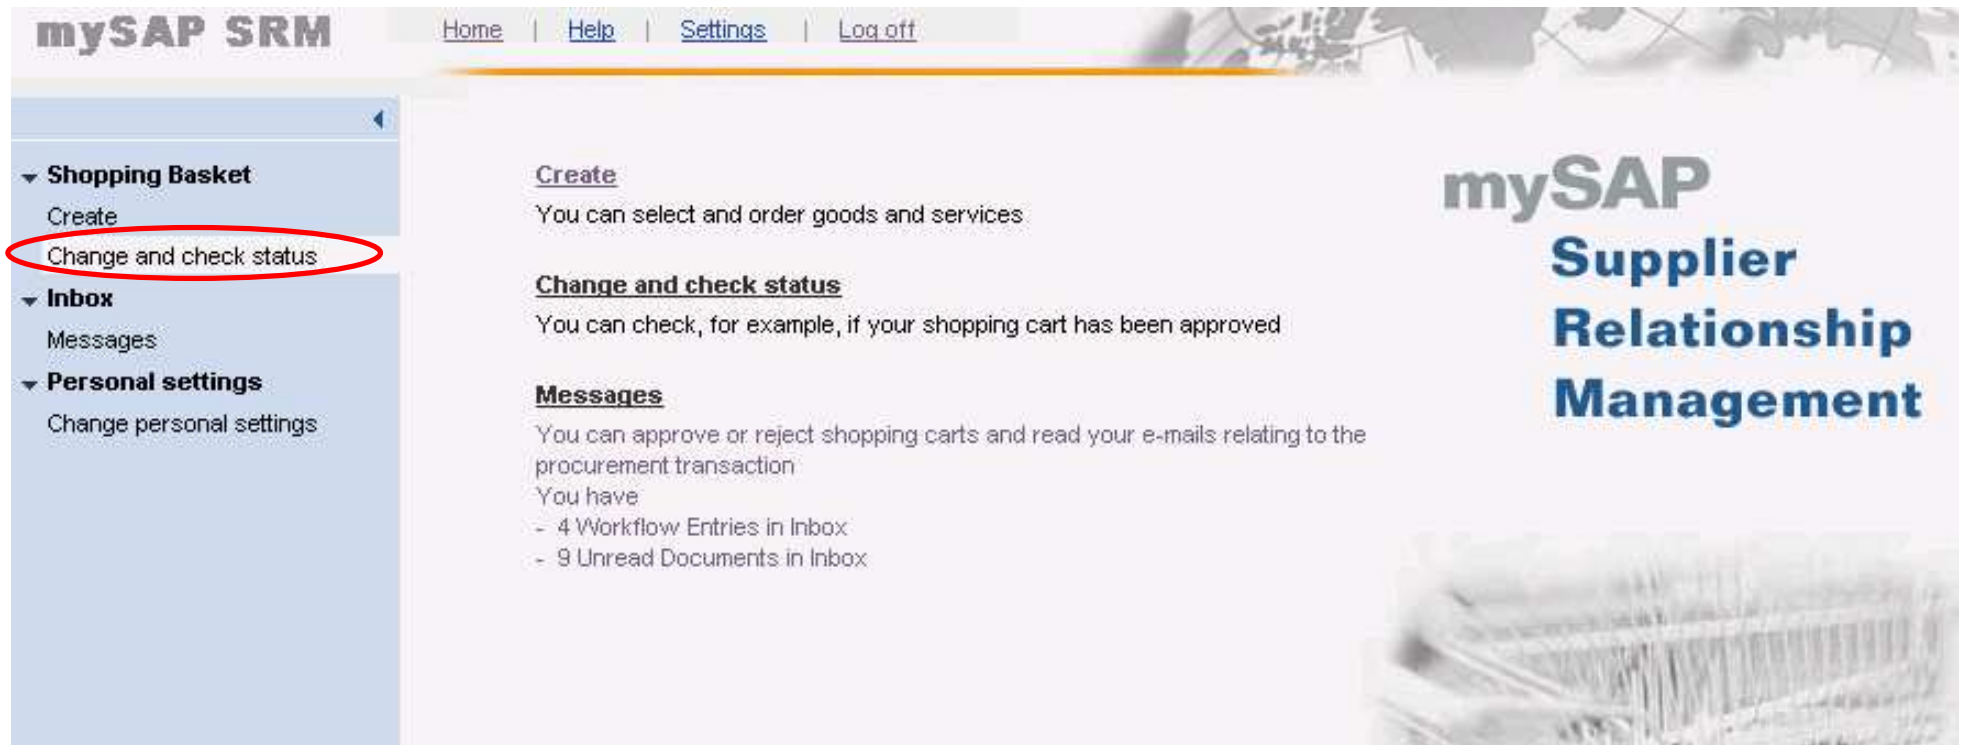 mySAP SRM
Home | Help | Settings | Log off
Shopping Basket
Create
Change and check status
Inbox
Messages
Personal settings
Change personal settings
Create
You can select and order goods and services
Change and check status
You can check, for example, if your shopping cart has been approved
Messages
You can approve or reject shopping carts and read your e-mails relating to the
procurement transaction
You have
- 4 Workflow Entries in Inbox
- 9 Unread Documents in Inbox
mySAP
Supplier
Relationship
Management